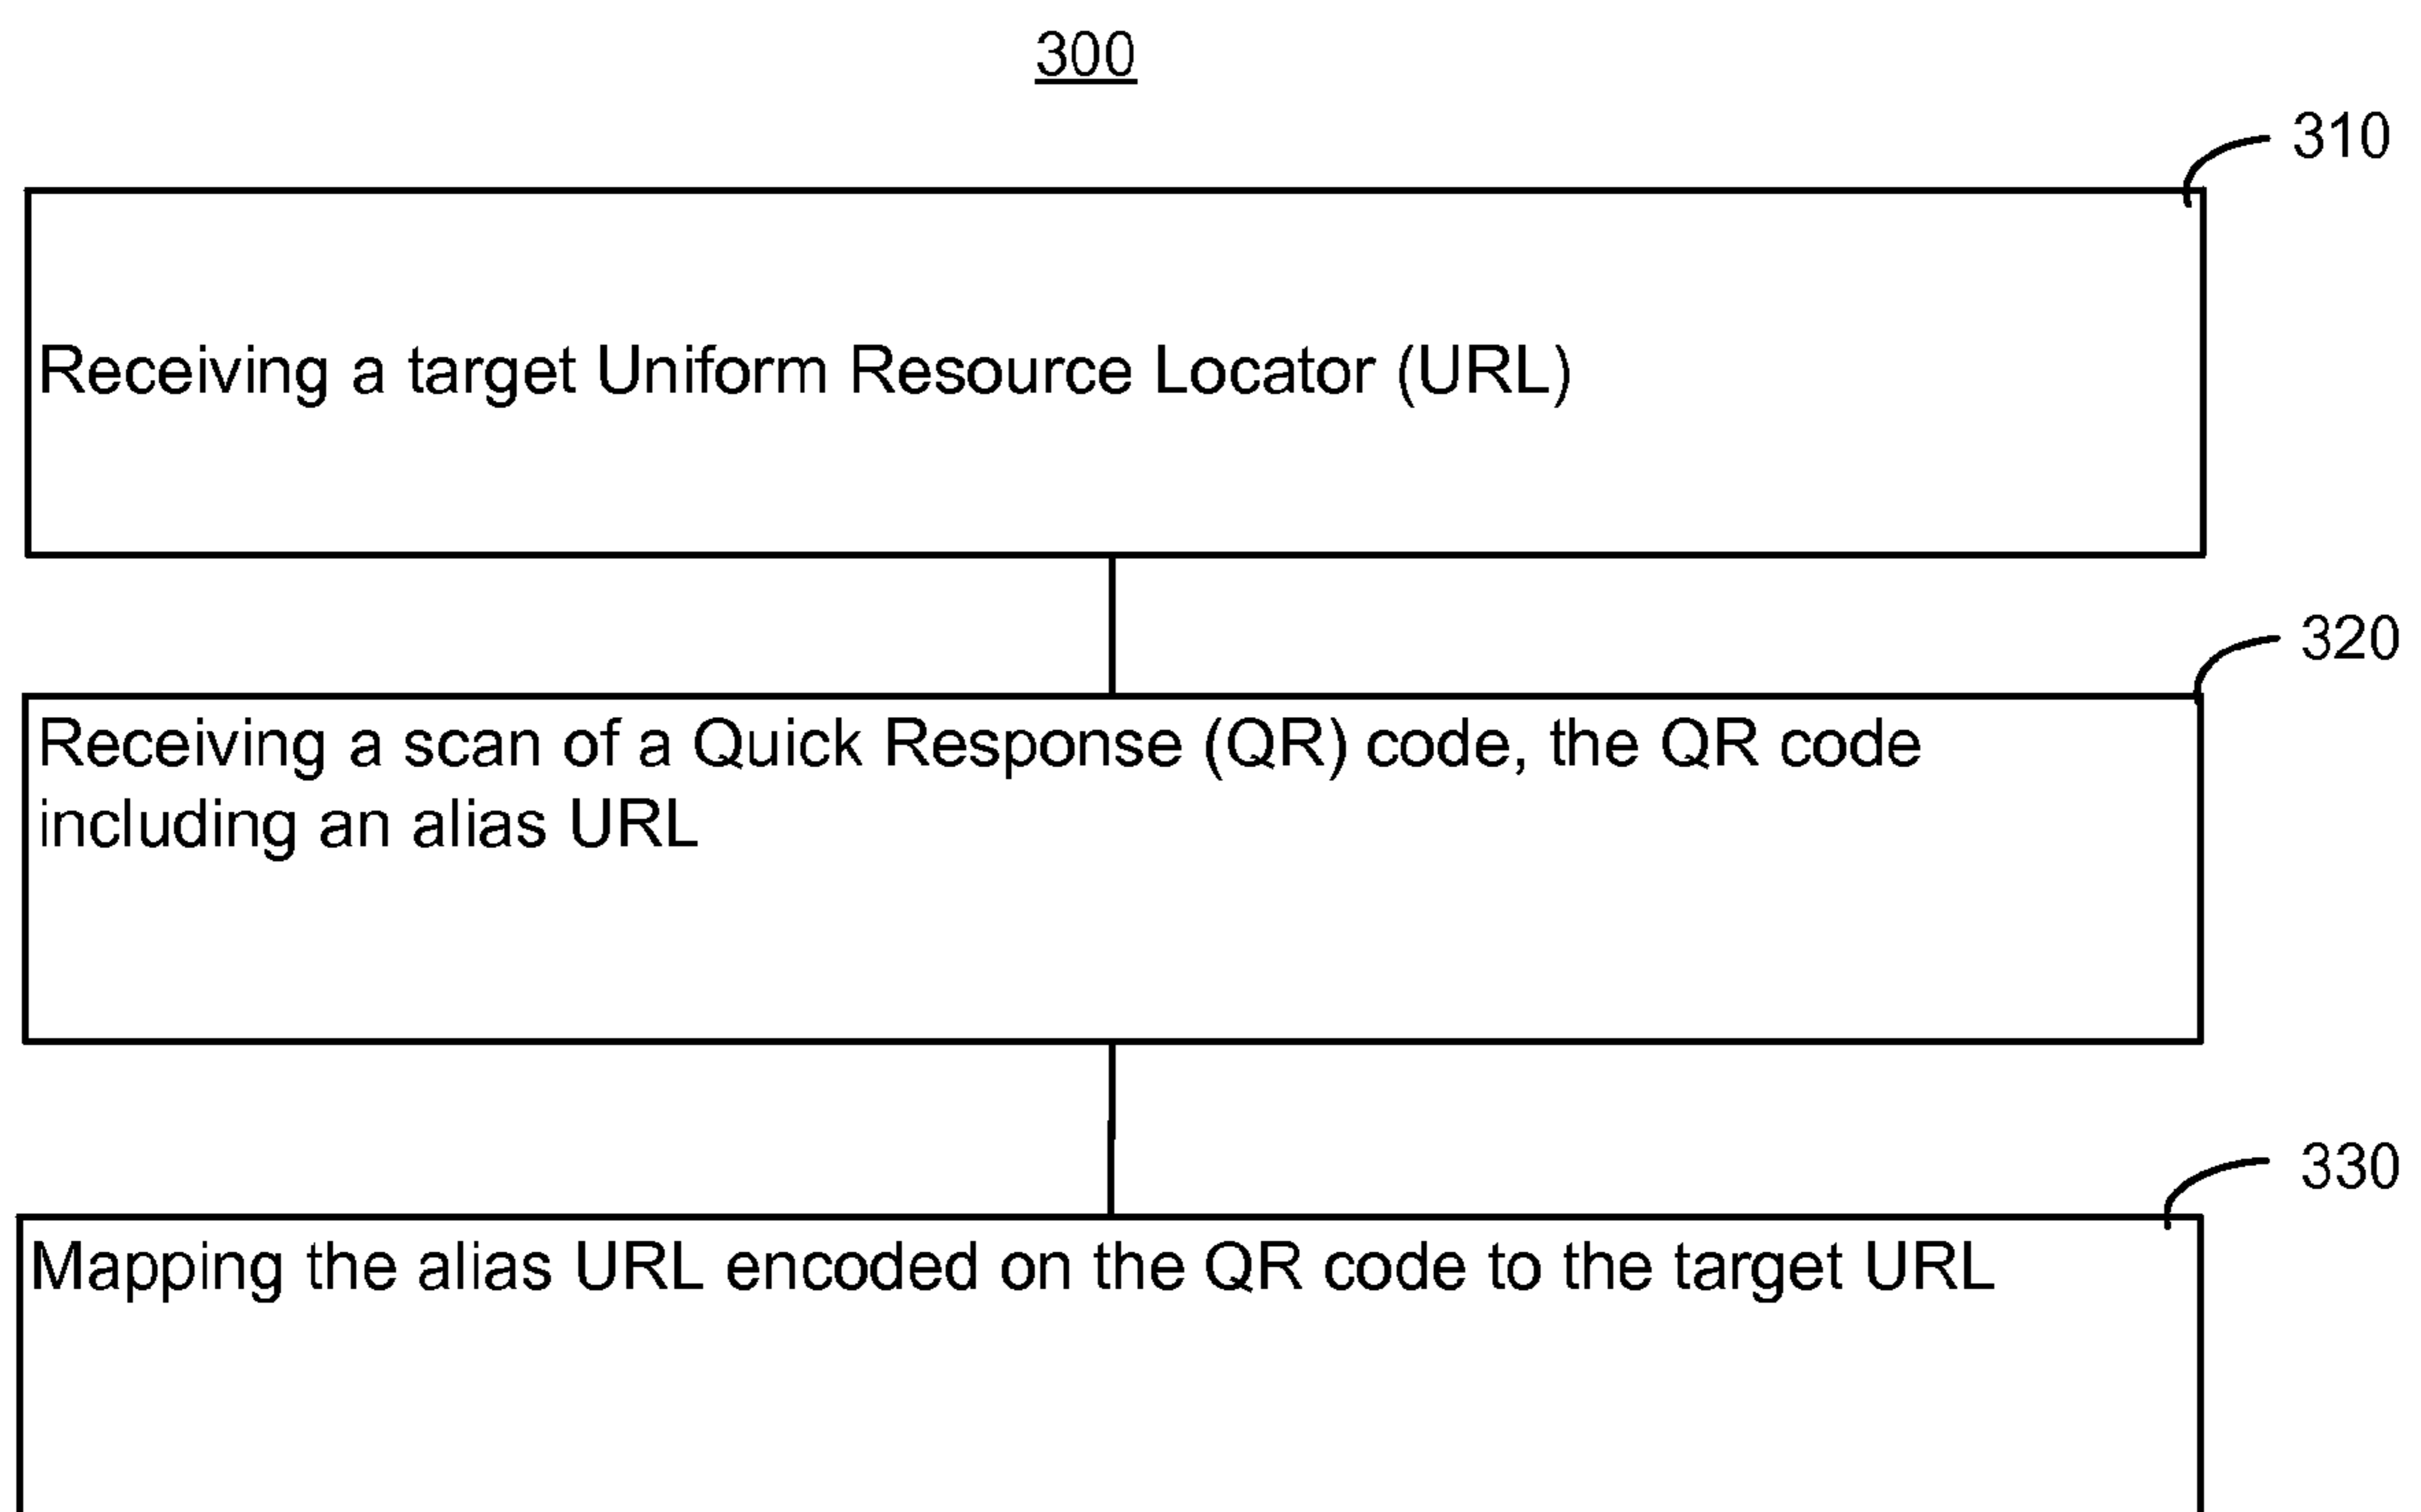 300
310
Receiving a target Uniform Resource Locator (URL)
320
Receiving a scan of a Quick Response (QR) code, the QR code
including an alias URL
330
Mapping the alias URL encoded on the QR code to the target URL